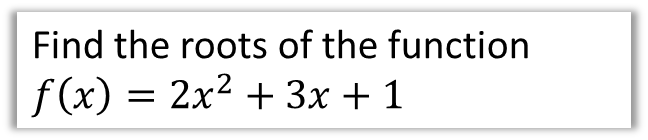 Find the roots of the function
f(x) = 2x² + 3x + 1